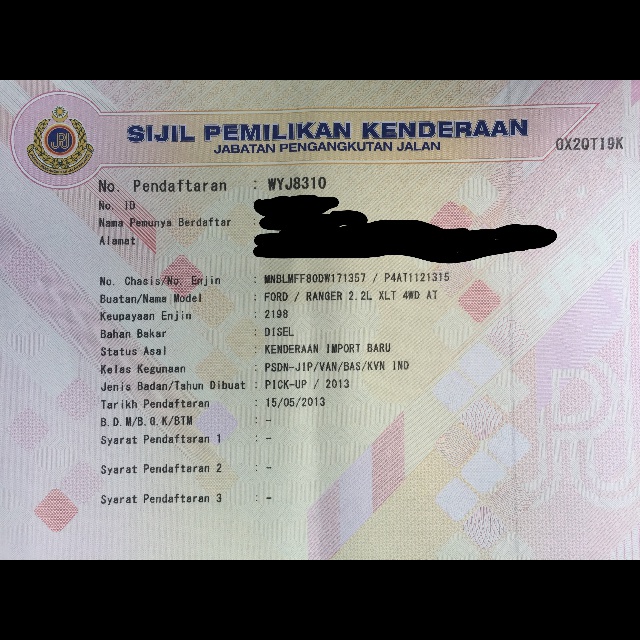 SIJIL PEMILIKAN KENDERAAN
JABATAN PENGANGKUTAN JALAN
JPJ
No. Pendaftaran : WYJ8310
No. ID
Nama Pemunya Berdaftar
Alamat
No. Chasis/No. Enjin : MNBLMFF80DW171357 / P4AT1121315
Buatan/Nama Model : FORD / RANGER 2.2L XLT 4WD AT
Keupayaan Enjin : 2198
Bahan Bakar : DISEL
Status Asal : KENDERAAN IMPORT BARU
Kelas Kegunaan : PSDN-JIP/VAN/BAS/KVN IND
Jenis Badan/Tahun Dibuat : PICK-UP / 2013
Tarikh Pendaftaran : 15/05/2013
B.D.M/B.G.K/BTM : -
Syarat Pendaftaran 1 : -
Syarat Pendaftaran 2 : -
Syarat Pendaftaran 3 : -